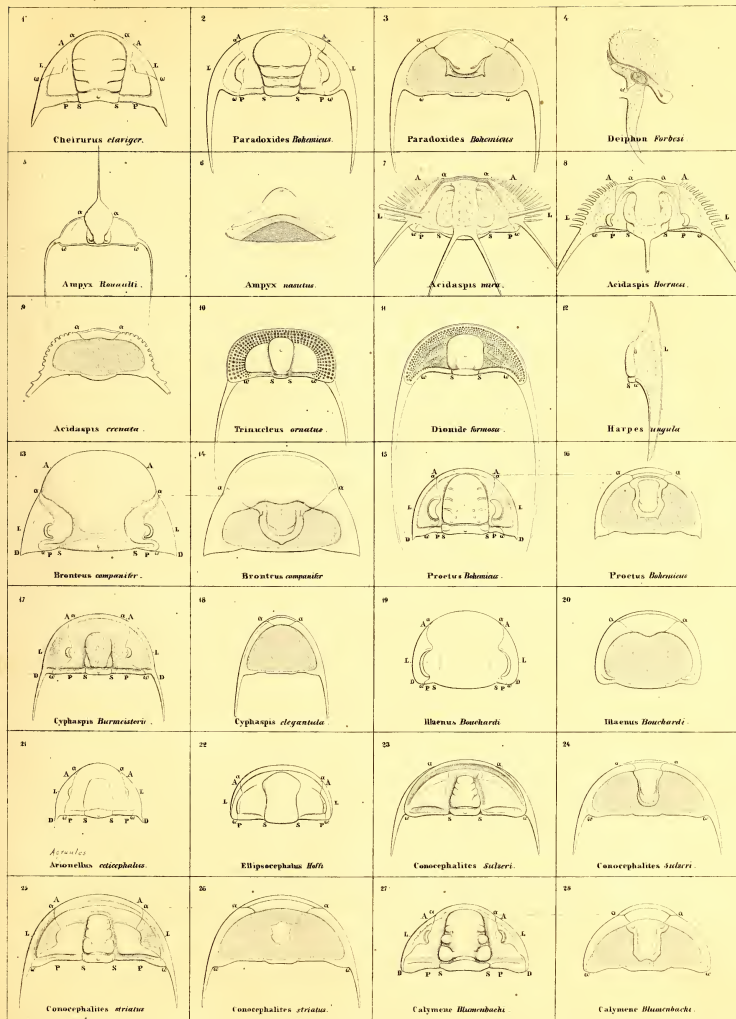 1
α α
A A
L L
ω ω
P S S P
Cheirurus claviger.
2
A
L L
ω P S S P ω
Paradoxides Bohemicus
3
α α
ω ω
Paradoxides Bohemicus
4
ω
Deiphon Forbesi
5
α α
ω S ω
Ampyx Rouaulti.
6
Ampyx nasutus.
7
A α α A
L L
ω P S S P ω
Acidaspis mira.
8
A α α A
L L
ω P S S P ω
Acidaspis Hoernesi
9
α α
Acidaspis crenata.
10
ω S S ω
Trinucleus ornatus.
11
ω S S ω
Dionide formosa.
12
L
S ω
Harpes ungula
13
A A
α α
L L
D ω P S S P ω D
Bronteus companifer.
14
α α
Bronteus companifer
15
A A
α α
L L
D ω P S S P ω D
Proetus Bohemicus
16
α α
Proetus Bohemicus
17
A α α A
L L
D ω P S S P ω D
Cyphaspis Burmeisteri.
18
α α
Cyphaspis elegantula
19
α α
A A
L L
D ω P S S P ω D
Illaenus Bouchardi
20
Illaenus Bouchardi.
21
α α
A A
L L
D ω P S S P ω D
Arionellus ceticephalus.
22
α α
A A
L L
ω P S S P ω
Ellipsocephalus Hoffi
23
α α
ω S S ω
Conocephalites Sulzeri.
24
α α
ω ω
Conocephalites Sulzeri.
25
α A A α
L L
ω P S S P ω
Conocephalites striatus
26
α α
ω ω
Conocephalites striatus.
27
α α
A A
L L
D P S S P D
Calymene Blumenbachi
28
α α
ω ω
Calymene Blumenbachi